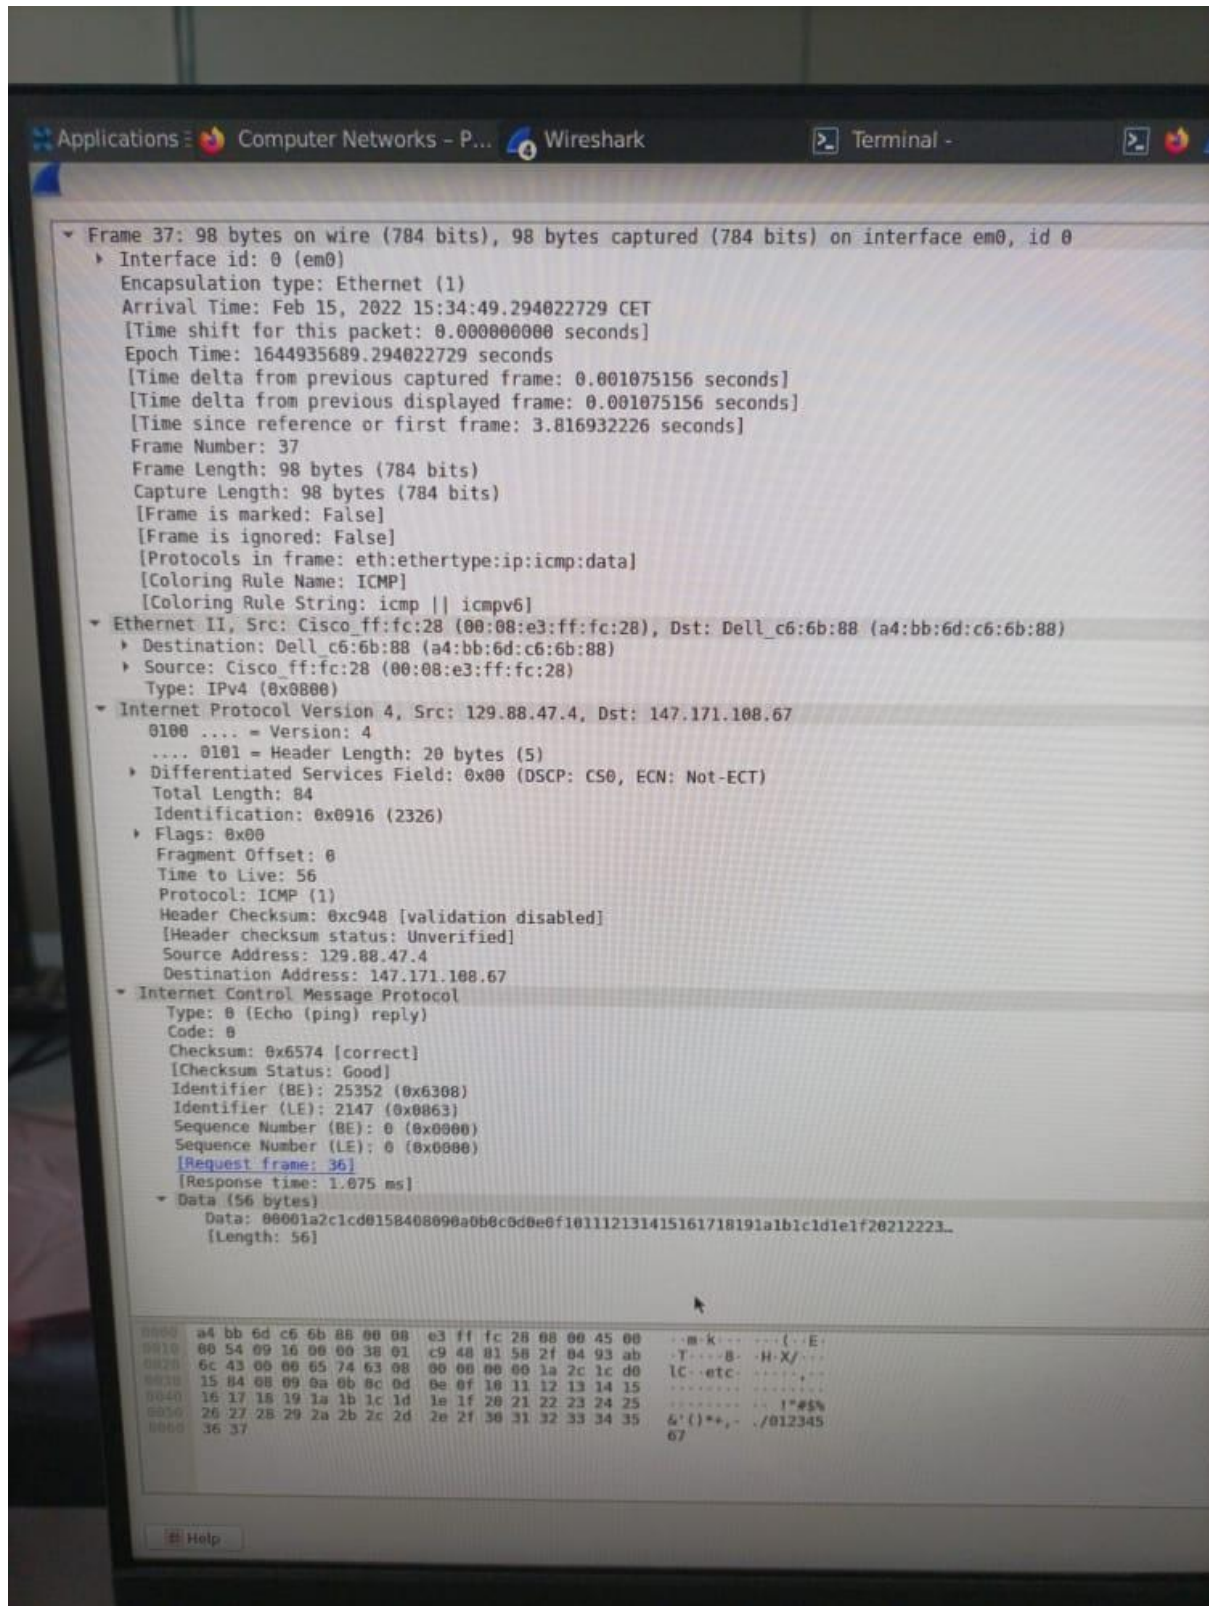 Applications
Computer Networks – P...
4
Wireshark
Terminal -
Frame 37: 98 bytes on wire (784 bits), 98 bytes captured (784 bits) on interface em0, id 0
Interface id: 0 (em0)
Encapsulation type: Ethernet (1)
Arrival Time: Feb 15, 2022 15:34:49.294022729 CET
[Time shift for this packet: 0.000000000 seconds]
Epoch Time: 1644935689.294022729 seconds
[Time delta from previous captured frame: 0.001075156 seconds]
[Time delta from previous displayed frame: 0.001075156 seconds]
[Time since reference or first frame: 3.816932226 seconds]
Frame Number: 37
Frame Length: 98 bytes (784 bits)
Capture Length: 98 bytes (784 bits)
[Frame is marked: False]
[Frame is ignored: False]
[Protocols in frame: eth:ethertype:ip:icmp:data]
[Coloring Rule Name: ICMP]
[Coloring Rule String: icmp || icmpv6]
Ethernet II, Src: Cisco_ff:fc:28 (00:08:e3:ff:fc:28), Dst: Dell_c6:6b:88 (a4:bb:6d:c6:6b:88)
Destination: Dell_c6:6b:88 (a4:bb:6d:c6:6b:88)
Source: Cisco_ff:fc:28 (00:08:e3:ff:fc:28)
Type: IPv4 (0x0800)
Internet Protocol Version 4, Src: 129.88.47.4, Dst: 147.171.108.67
0100 .... = Version: 4
.... 0101 = Header Length: 20 bytes (5)
Differentiated Services Field: 0x00 (DSCP: CS0, ECN: Not-ECT)
Total Length: 84
Identification: 0x0916 (2326)
Flags: 0x00
Fragment Offset: 0
Time to Live: 56
Protocol: ICMP (1)
Header Checksum: 0xc948 [validation disabled]
[Header checksum status: Unverified]
Source Address: 129.88.47.4
Destination Address: 147.171.108.67
Internet Control Message Protocol
Type: 0 (Echo (ping) reply)
Code: 0
Checksum: 0x6574 [correct]
[Checksum Status: Good]
Identifier (BE): 25352 (0x6308)
Identifier (LE): 2147 (0x0863)
Sequence Number (BE): 0 (0x0000)
Sequence Number (LE): 0 (0x0000)
[Request frame: 36]
[Response time: 1.075 ms]
Data (56 bytes)
Data: 00001a2c1cd0158408090a0b0c0d0e0f101112131415161718191a1b1c1d1e1f20212223…
[Length: 56]
0000 a4 bb 6d c6 6b 88 00 08 e3 ff fc 28 08 00 45 00 ··m·k··· ···(··E·
0010 00 54 09 16 00 00 38 01 c9 48 81 58 2f 04 93 ab ·T····8· ·H·X/···
0020 6c 43 00 00 65 74 63 08 00 00 00 00 1a 2c 1c d0 lC··etc· ·····,··
0030 15 84 08 09 0a 0b 0c 0d 0e 0f 10 11 12 13 14 15 ········ ········
0040 16 17 18 19 1a 1b 1c 1d 1e 1f 20 21 22 23 24 25 ········ ·· !"#$%
0050 26 27 28 29 2a 2b 2c 2d 2e 2f 30 31 32 33 34 35 &'()*+,- ./012345
0060 36 37 67
Help